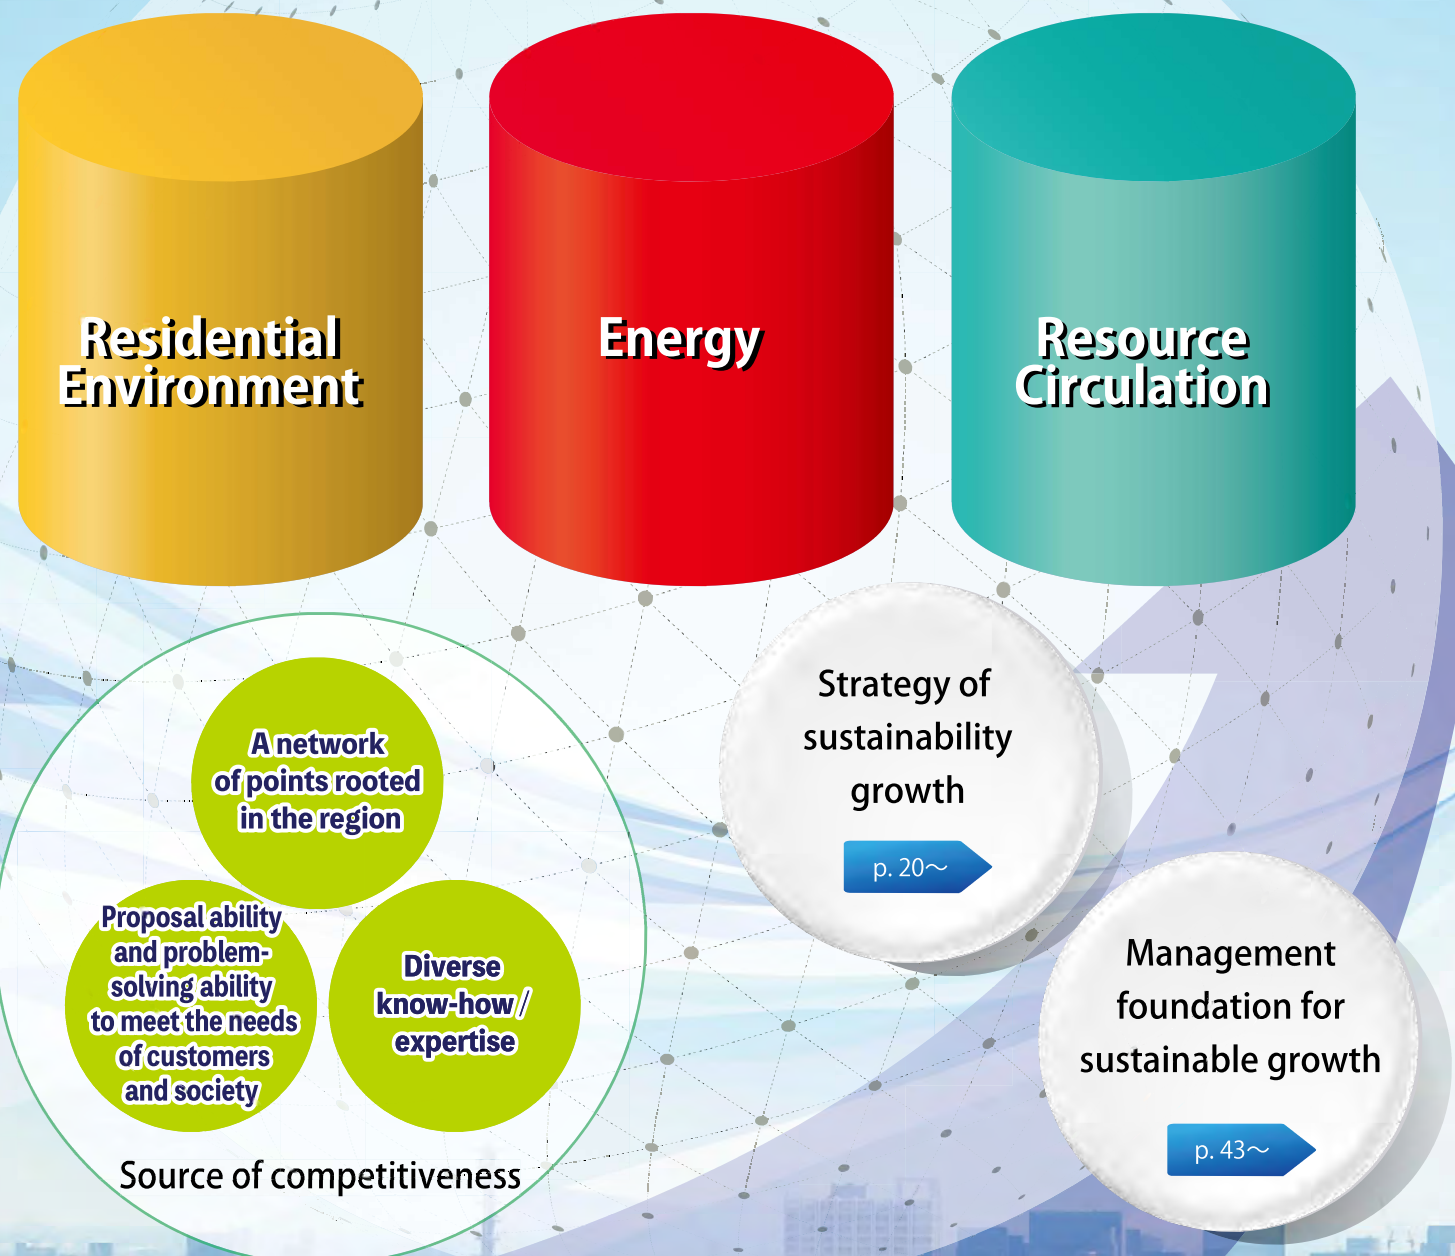 Residential
Environment
Energy
Resource
Circulation
A network
of points rooted
in the region
Proposal ability
and problem-
solving ability
to meet the needs
of customers
and society
Diverse
know-how /
expertise
Source of competitiveness
Strategy of
sustainability
growth
p. 20～
Management
foundation for
sustainable growth
p. 43～